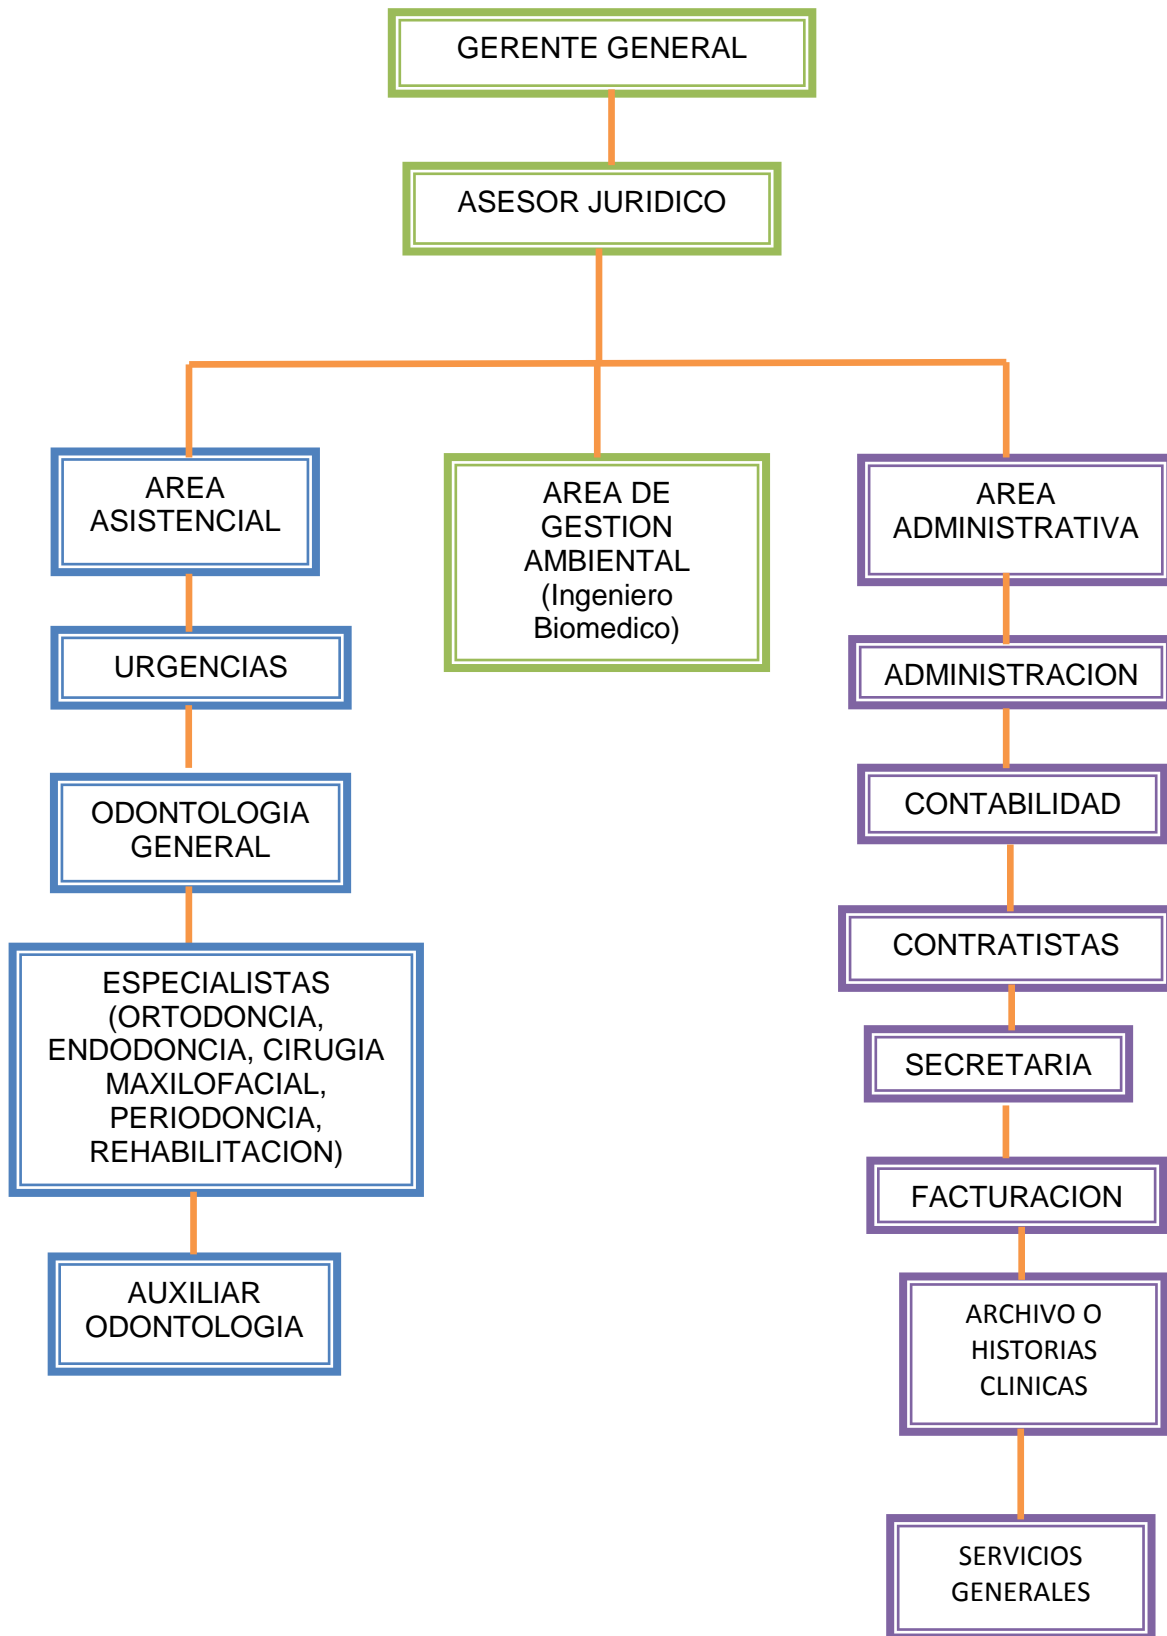 GERENTE GENERAL
ASESOR JURIDICO
AREA
ASISTENCIAL
URGENCIAS
ODONTOLOGIA
GENERAL
ESPECIALISTAS
(ORTODONCIA,
ENDODONCIA, CIRUGIA
MAXILOFACIAL,
PERIODONCIA,
REHABILITACION)
AUXILIAR
ODONTOLOGIA
AREA DE
GESTION
AMBIENTAL
(Ingeniero
Biomedico)
AREA
ADMINISTRATIVA
ADMINISTRACION
CONTABILIDAD
CONTRATISTAS
SECRETARIA
FACTURACION
ARCHIVO O
HISTORIAS
CLINICAS
SERVICIOS
GENERALES